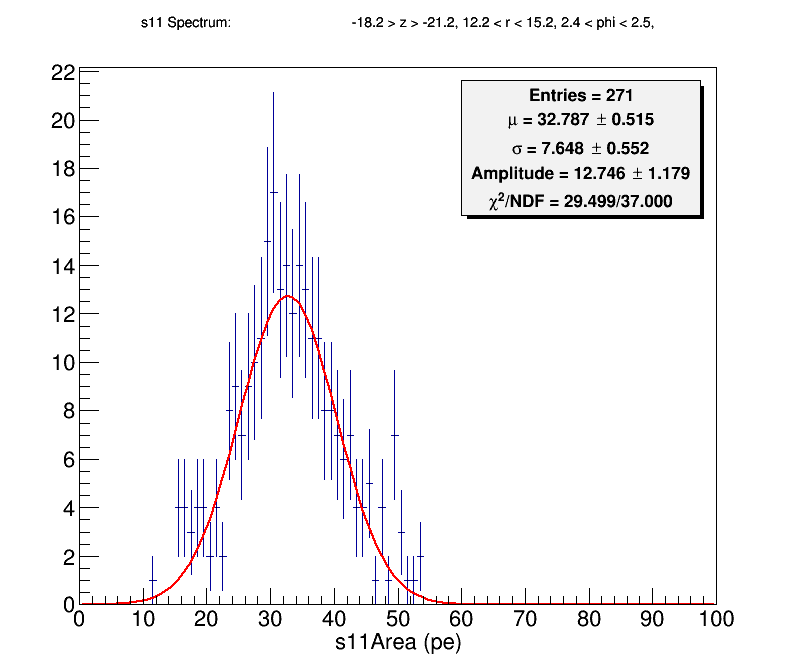 s11 Spectrum: -18.2 > z > -21.2, 12.2 < r < 15.2, 2.4 < phi < 2.5,
Entries = 271
μ = 32.787 ± 0.515
σ = 7.648 ± 0.552
Amplitude = 12.746 ± 1.179
χ²/NDF = 29.499/37.000
22
20
18
16
14
12
10
8
6
4
2
0
0 10 20 30 40 50 60 70 80 90 100
s11Area (pe)